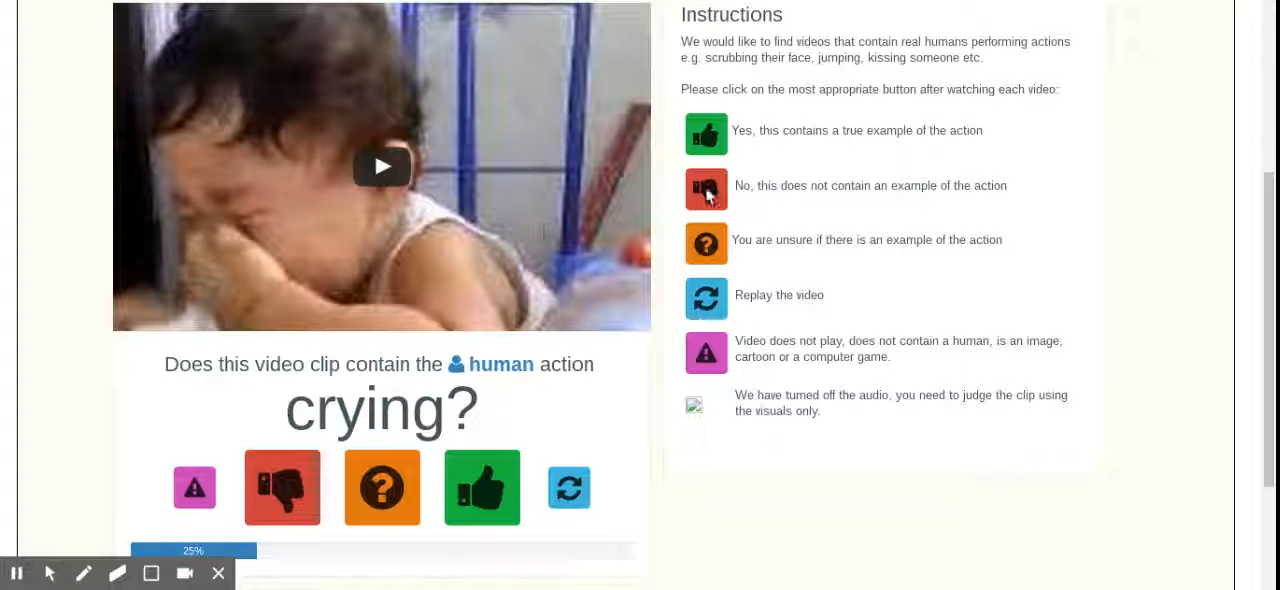 Instructions
We would like to find videos that contain real humans performing actions
e.g. scrubbing their face, jumping, kissing someone etc.
Please click on the most appropriate button after watching each video:
Yes, this contains a true example of the action
No, this does not contain an example of the action
You are unsure if there is an example of the action
Replay the video
Video does not play, does not contain a human, is an image,
cartoon or a computer game.
We have turned off the audio, you need to judge the clip using
the visuals only.
Does this video clip contain the human action
crying?
25%